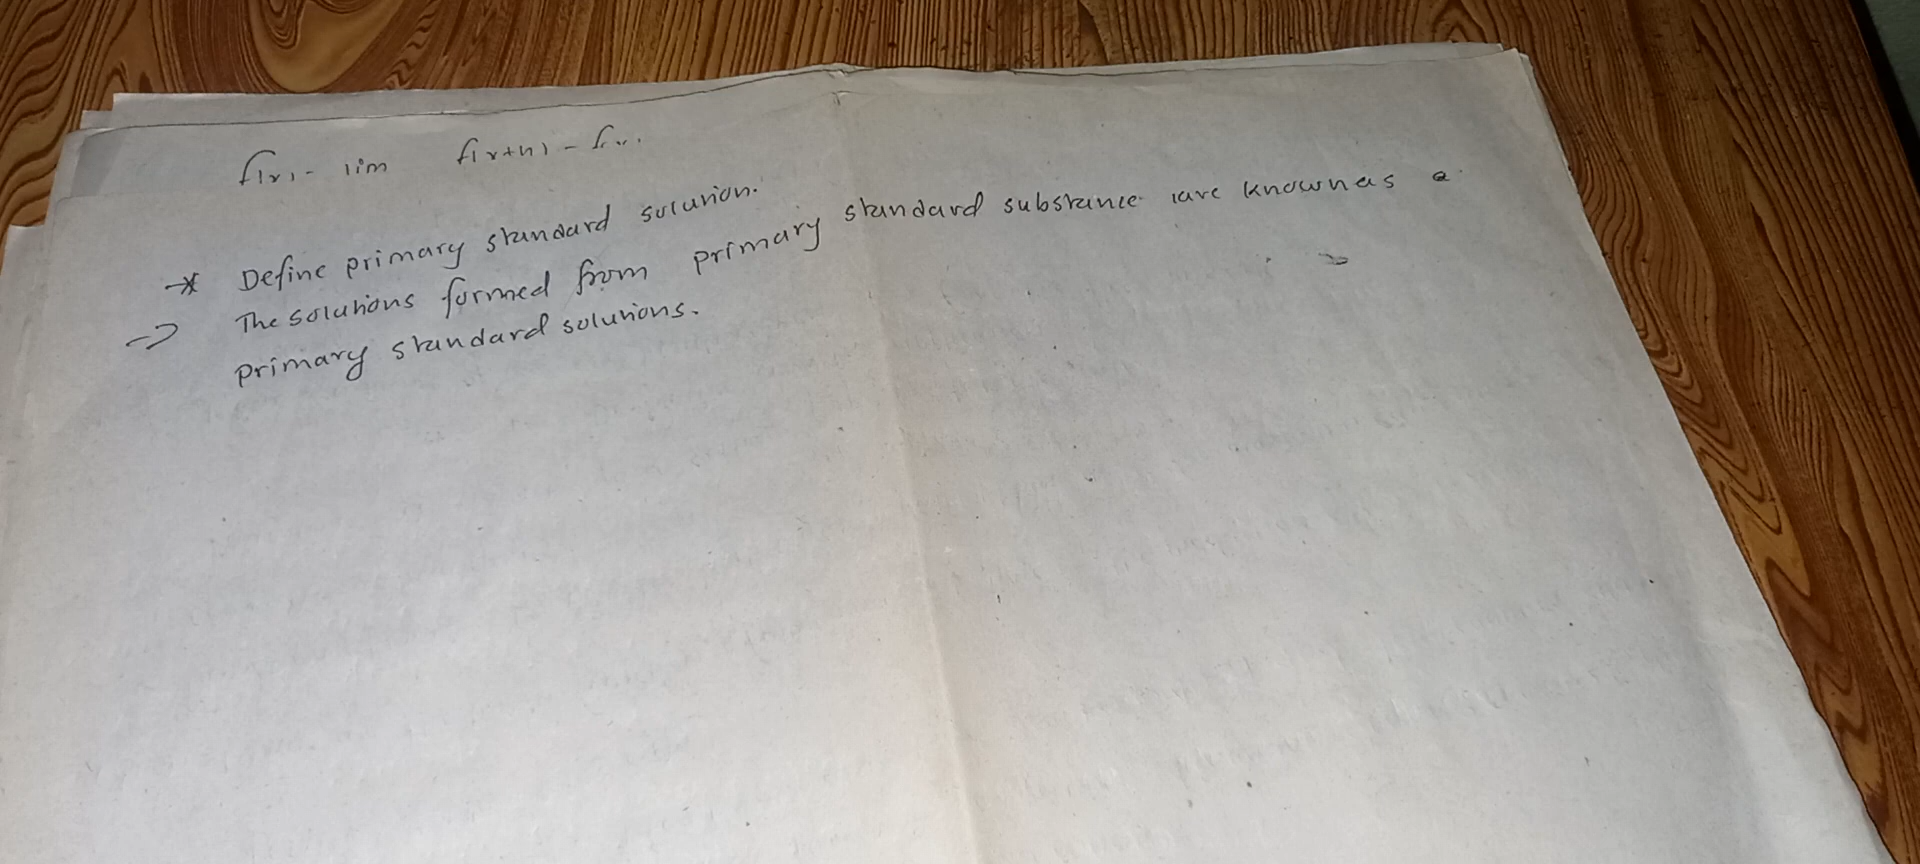 f(x) - lim f(x+h) - f(x).
* Define primary standard solution.
→ The solutions formed from primary standard substance are known as a
primary standard solutions.